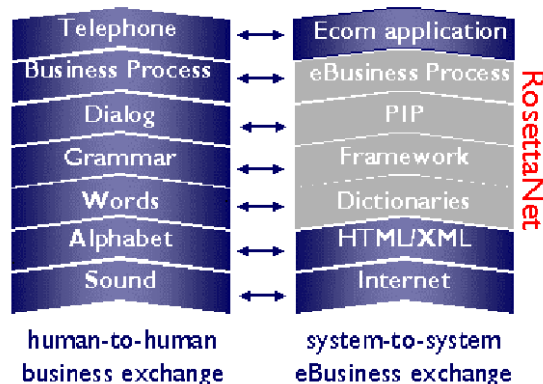 Telephone
Ecom application
Business Process
eBusiness Process
Dialog
PIP
Grammar
Framework
Words
Dictionaries
Alphabet
HTML/XML
Sound
Internet
RosettaNet
human-to-human
business exchange
system-to-system
eBusiness exchange